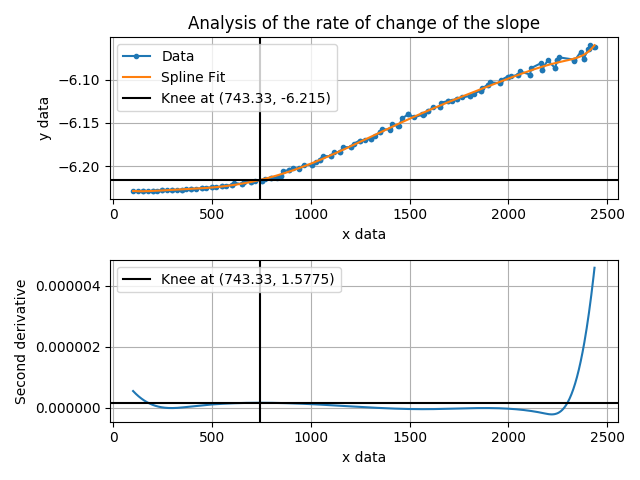 Analysis of the rate of change of the slope
y data
−6.10
−6.15
−6.20
Data
Spline Fit
Knee at (743.33, -6.215)
0 500 1000 1500 2000 2500
x data
Second derivative
0.000004
0.000002
0.000000
Knee at (743.33, 1.5775)
0 500 1000 1500 2000 2500
x data